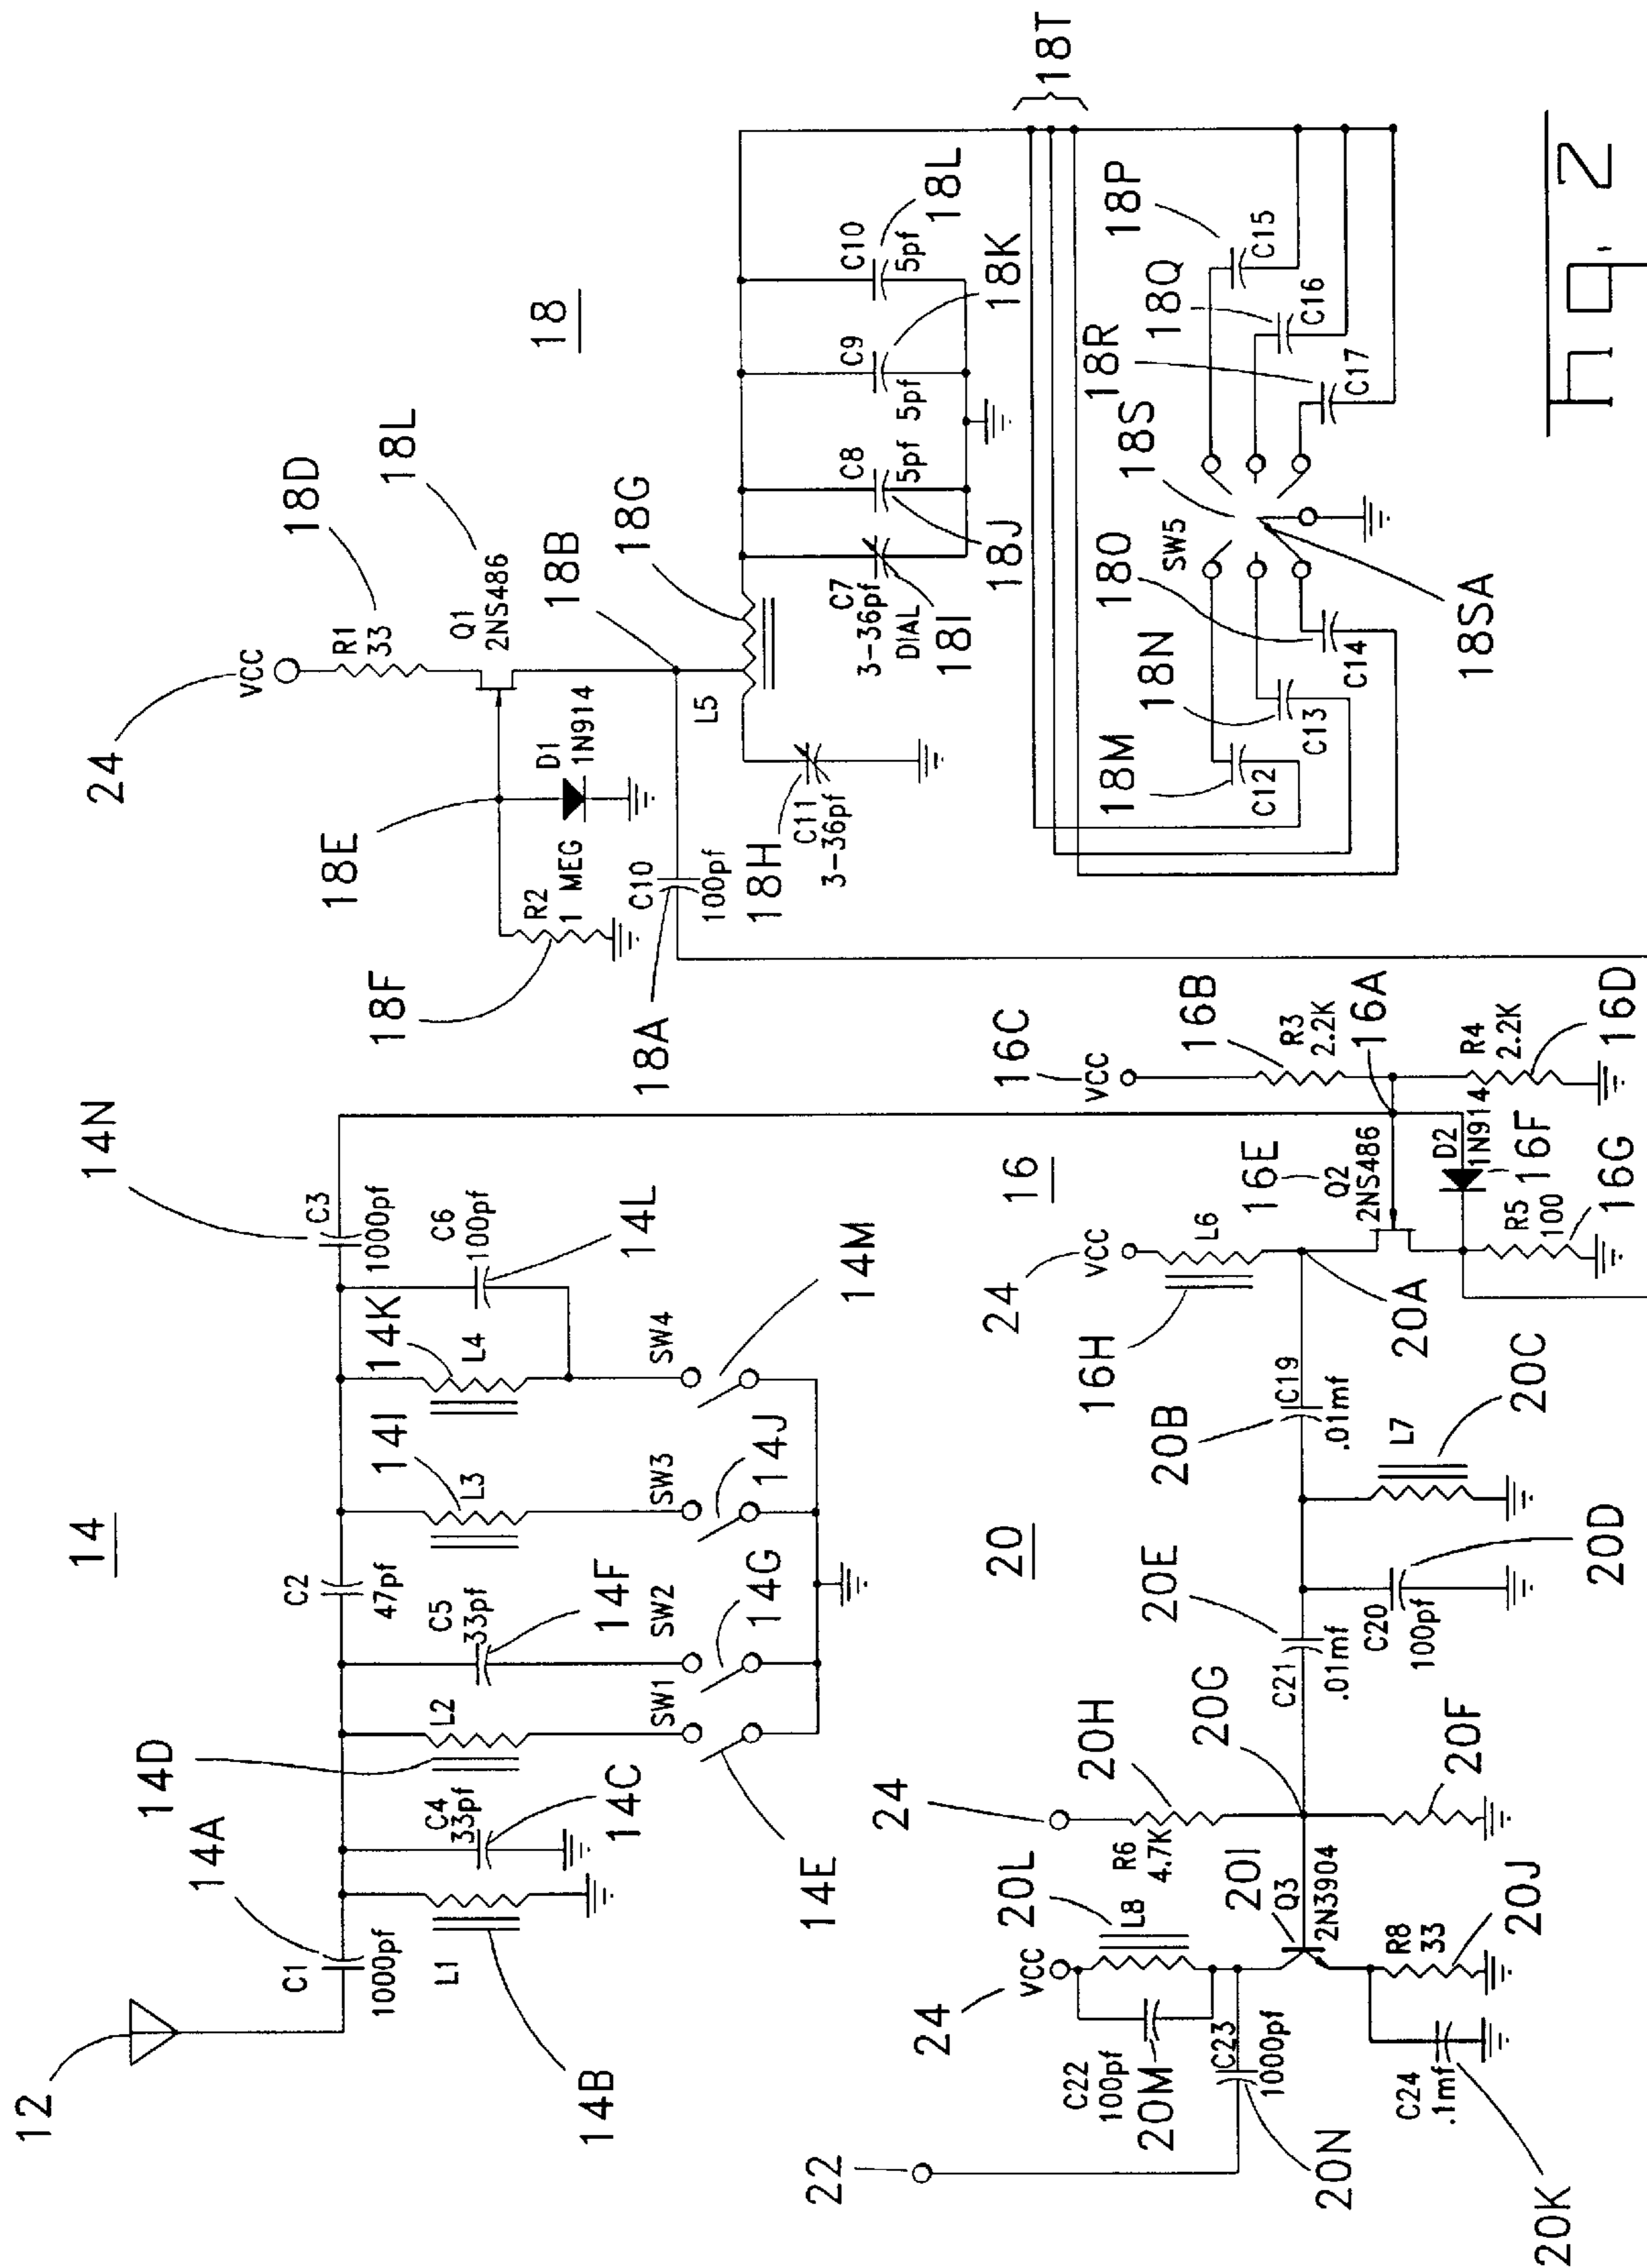 12
14
14A
C1
1000pf
L1
14B
C4
33pf
14C
14D
L2
SW1
14E
C5
33pf
14F
SW2
14G
C2
47pf
L3
14I
SW3
14J
14K
L4
SW4
14M
C6
100pf
14L
C3
1000pf
14N
24
VCC
R1
33
18D
Q1
2NS486
18L
18
18E
D1
1N914
R2
1 MEG
18F
18A
C10
100pf
18B
L5
18G
18H
C11
3-36pf
C7
3-36pf
DIAL
18I
C8
5pf
18J
C9
5pf
18K
C10
5pf
18L
18T
18M
C12
18N
C13
18O
C14
SW5
18S
18SA
18R
C17
18Q
C16
18P
C15
16
16C
VCC
16B
R3
2.2K
16A
R4
2.2K
16D
24
VCC
L6
16H
16E
Q2
2NS486
D2
1N914
16F
R5
100
16G
20
20A
C19
.01mf
20B
L7
20C
20D
C20
100pf
20E
C21
.01mf
20G
24
20H
R6
4.7K
20F
20I
Q3
2N3904
20L
L8
24
VCC
C22
100pf
20M
C23
1000pf
20N
22
R8
33
20J
C24
.1mf
20K
Fig. 2